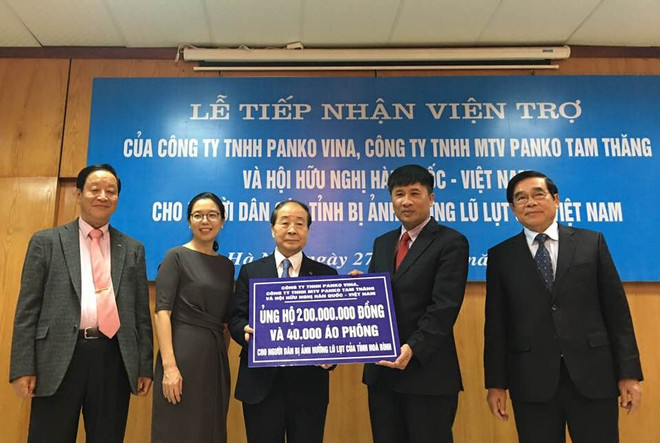 LỄ TIẾP NHẬN VIỆN TRỢ
CỦA CÔNG TY TNHH PANKO VINA, CÔNG TY TNHH MTV PANKO TAM THĂNG
VÀ HỘI HỮU NGHỊ HÀN QUỐC - VIỆT NAM
CHO NGƯỜI DÂN TỈNH BỊ ẢNH HƯỞNG LŨ LỤT VIỆT NAM
Hà N 27
CÔNG TY TNHH PANKO VINA,
CÔNG TY TNHH MTV PANKO TAM THĂNG
VÀ HỘI HỮU NGHỊ HÀN QUỐC - VIỆT NAM
ỦNG HỘ 200.000.000 ĐỒNG
VÀ 40.000 ÁO PHÔNG
CHO NGƯỜI DÂN BỊ ẢNH HƯỞNG LŨ LỤT CỦA TỈNH HOÀ BÌNH